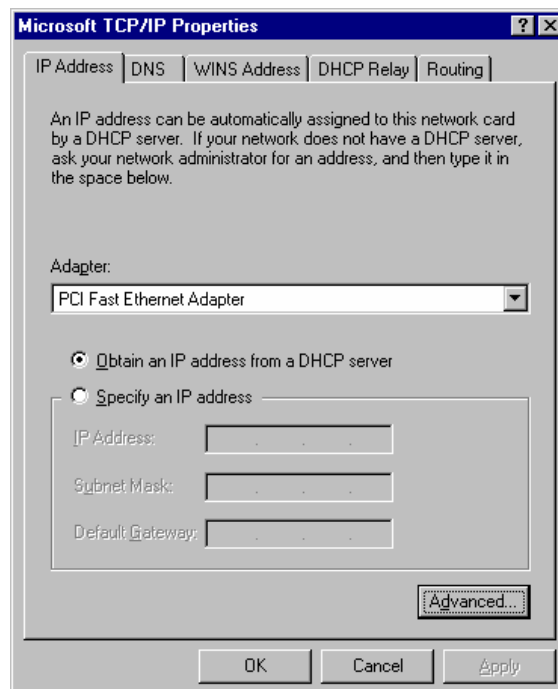 Microsoft TCP/IP Properties
IP Address DNS WINS Address DHCP Relay Routing
An IP address can be automatically assigned to this network card
by a DHCP server. If your network does not have a DHCP server,
ask your network administrator for an address, and then type it in
the space below.
Adapter:
PCI Fast Ethernet Adapter
Obtain an IP address from a DHCP server
Specify an IP address
IP Address:
Subnet Mask:
Default Gateway:
Advanced...
OK Cancel Apply